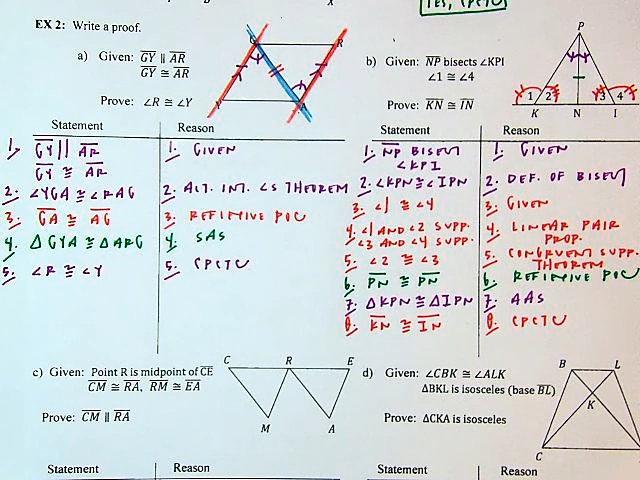 YES, CPCTC
EX 2: Write a proof.
a) Given: GY ∥ AR
GY ≅ AR
Prove: ∠R ≅ ∠Y
G R
Y A
Statement Reason
1. GY ∥ AR 1. GIVEN
GY ≅ AR
2. ∠YGA ≅ ∠RAG 2. ALT. INT. ∠S THEOREM
3. GA ≅ AG 3. REFLEXIVE POC
4. ΔGYA ≅ ΔARG 4. SAS
5. ∠R ≅ ∠Y 5. CPCTC
b) Given: NP bisects ∠KPI
∠1 ≅ ∠4
Prove: KN ≅ IN
P
1 2 3 4
K N I
Statement Reason
1. NP BISECT 1. GIVEN
∠KPI
2. ∠KPN ≅ ∠IPN 2. DEF. OF BISECT
3. ∠1 ≅ ∠4 3. GIVEN
4. ∠1 AND ∠2 SUPP. 4. LINEAR PAIR
∠3 AND ∠4 SUPP. PROP.
5. ∠2 ≅ ∠3 5. CONGRUENT SUPP.
THEOREM
6. PN ≅ PN 6. REFLEXIVE POC
7. ΔKPN ≅ ΔIPN 7. AAS
8. KN ≅ IN 8. CPCTC
c) Given: Point R is midpoint of CE
CM ≅ RA, RM ≅ EA
Prove: CM ∥ RA
C R E
M A
Statement Reason
d) Given: ∠CBK ≅ ∠ALK
ΔBKL is isosceles (base BL)
Prove: ΔCKA is isosceles
B L
K
C
Statement Reason